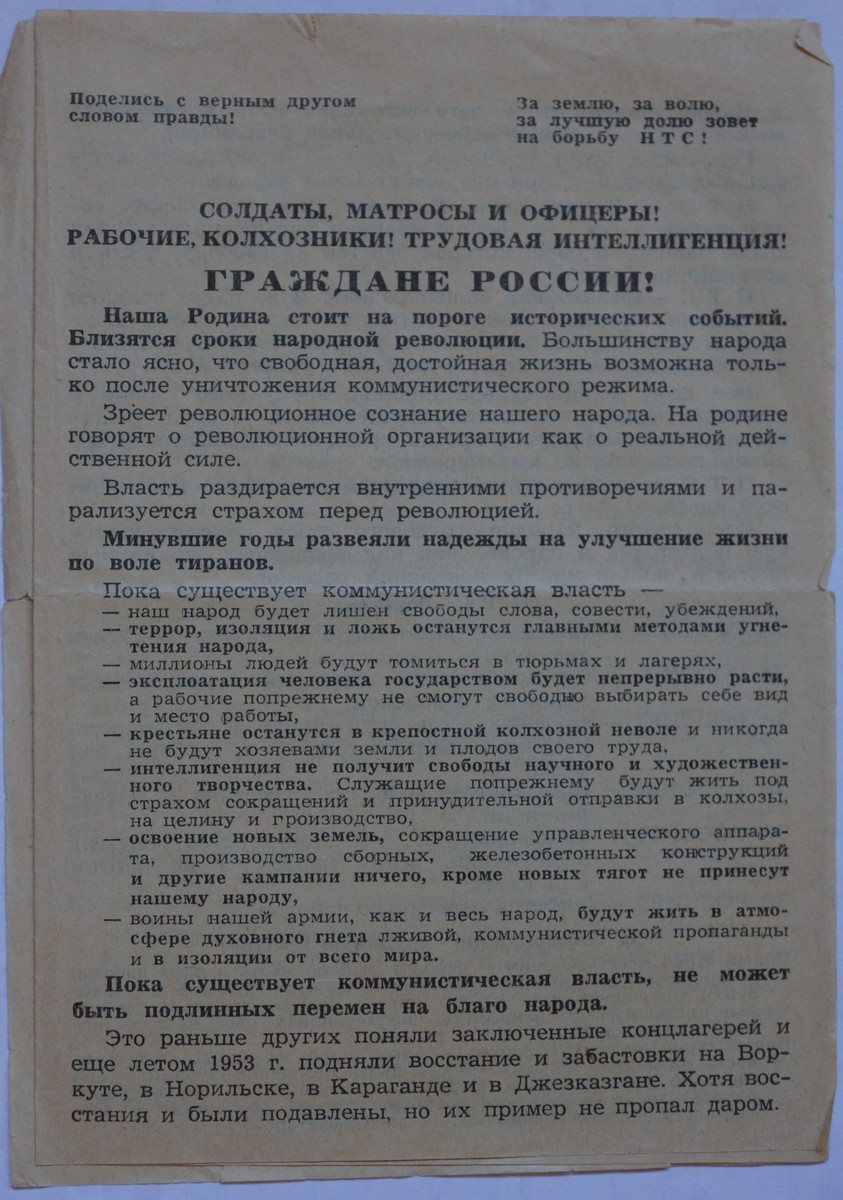 Поделись с верным другом
словом правды!
За землю, за волю,
за лучшую долю зовет
на борьбу НТС!
СОЛДАТЫ, МАТРОСЫ И ОФИЦЕРЫ!
РАБОЧИЕ, КОЛХОЗНИКИ! ТРУДОВАЯ ИНТЕЛЛИГЕНЦИЯ!
ГРАЖДАНЕ РОССИИ!
Наша Родина стоит на пороге исторических событий.
Близятся сроки народной революции. Большинству народа
стало ясно, что свободная, достойная жизнь возможна толь-
ко после уничтожения коммунистического режима.
Зреет революционное сознание нашего народа. На родине
говорят о революционной организации как о реальной дей-
ственной силе.
Власть раздирается внутренними противоречиями и па-
рализуется страхом перед революцией.
Минувшие годы развеяли надежды на улучшение жизни
по воле тиранов.
Пока существует коммунистическая власть —
— наш народ будет лишен свободы слова, совести, убеждений,
— террор, изоляция и ложь останутся главными методами угне-
тения народа,
— миллионы людей будут томиться в тюрьмах и лагерях,
— эксплоатация человека государством будет непрерывно расти,
а рабочие попрежнему не смогут свободно выбирать себе вид
и место работы,
— крестьяне останутся в крепостной колхозной неволе и никогда
не будут хозяевами земли и плодов своего труда,
— интеллигенция не получит свободы научного и художествен-
ного творчества. Служащие попрежнему будут жить под
страхом сокращений и принудительной отправки в колхозы,
на целину и производство,
— освоение новых земель, сокращение управленческого аппара-
та, производство сборных, железобетонных конструкций
и другие кампании ничего, кроме новых тягот не принесут
нашему народу,
— воины нашей армии, как и весь народ, будут жить в атмо-
сфере духовного гнета лживой, коммунистической пропаганды
и в изоляции от всего мира.
Пока существует коммунистическая власть, не может
быть подлинных перемен на благо народа.
Это раньше других поняли заключенные концлагерей и
еще летом 1953 г. подняли восстание и забастовки на Вор-
куте, в Норильске, в Караганде и в Джезказгане. Хотя вос-
стания и были подавлены, но их пример не пропал даром.